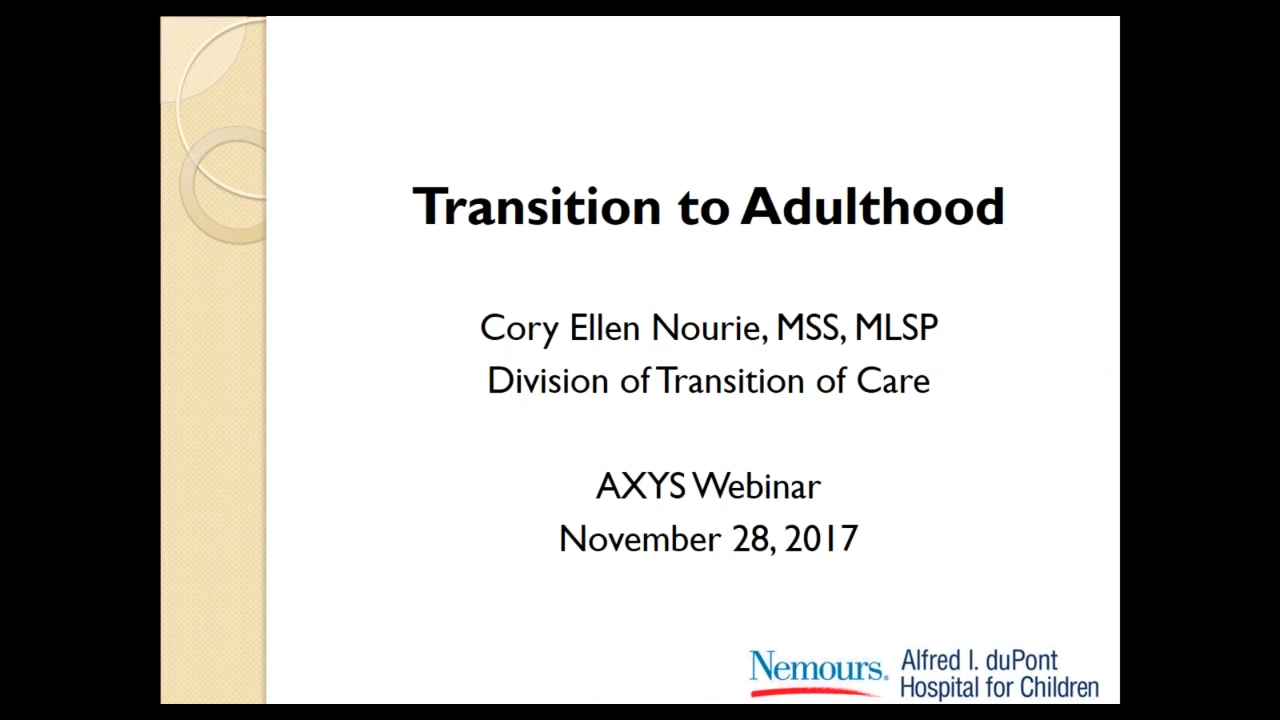 Transition to Adulthood
Cory Ellen Nourie, MSS, MLSP
Division of Transition of Care
AXYS Webinar
November 28, 2017
Nemours.
Alfred I. duPont
Hospital for Children